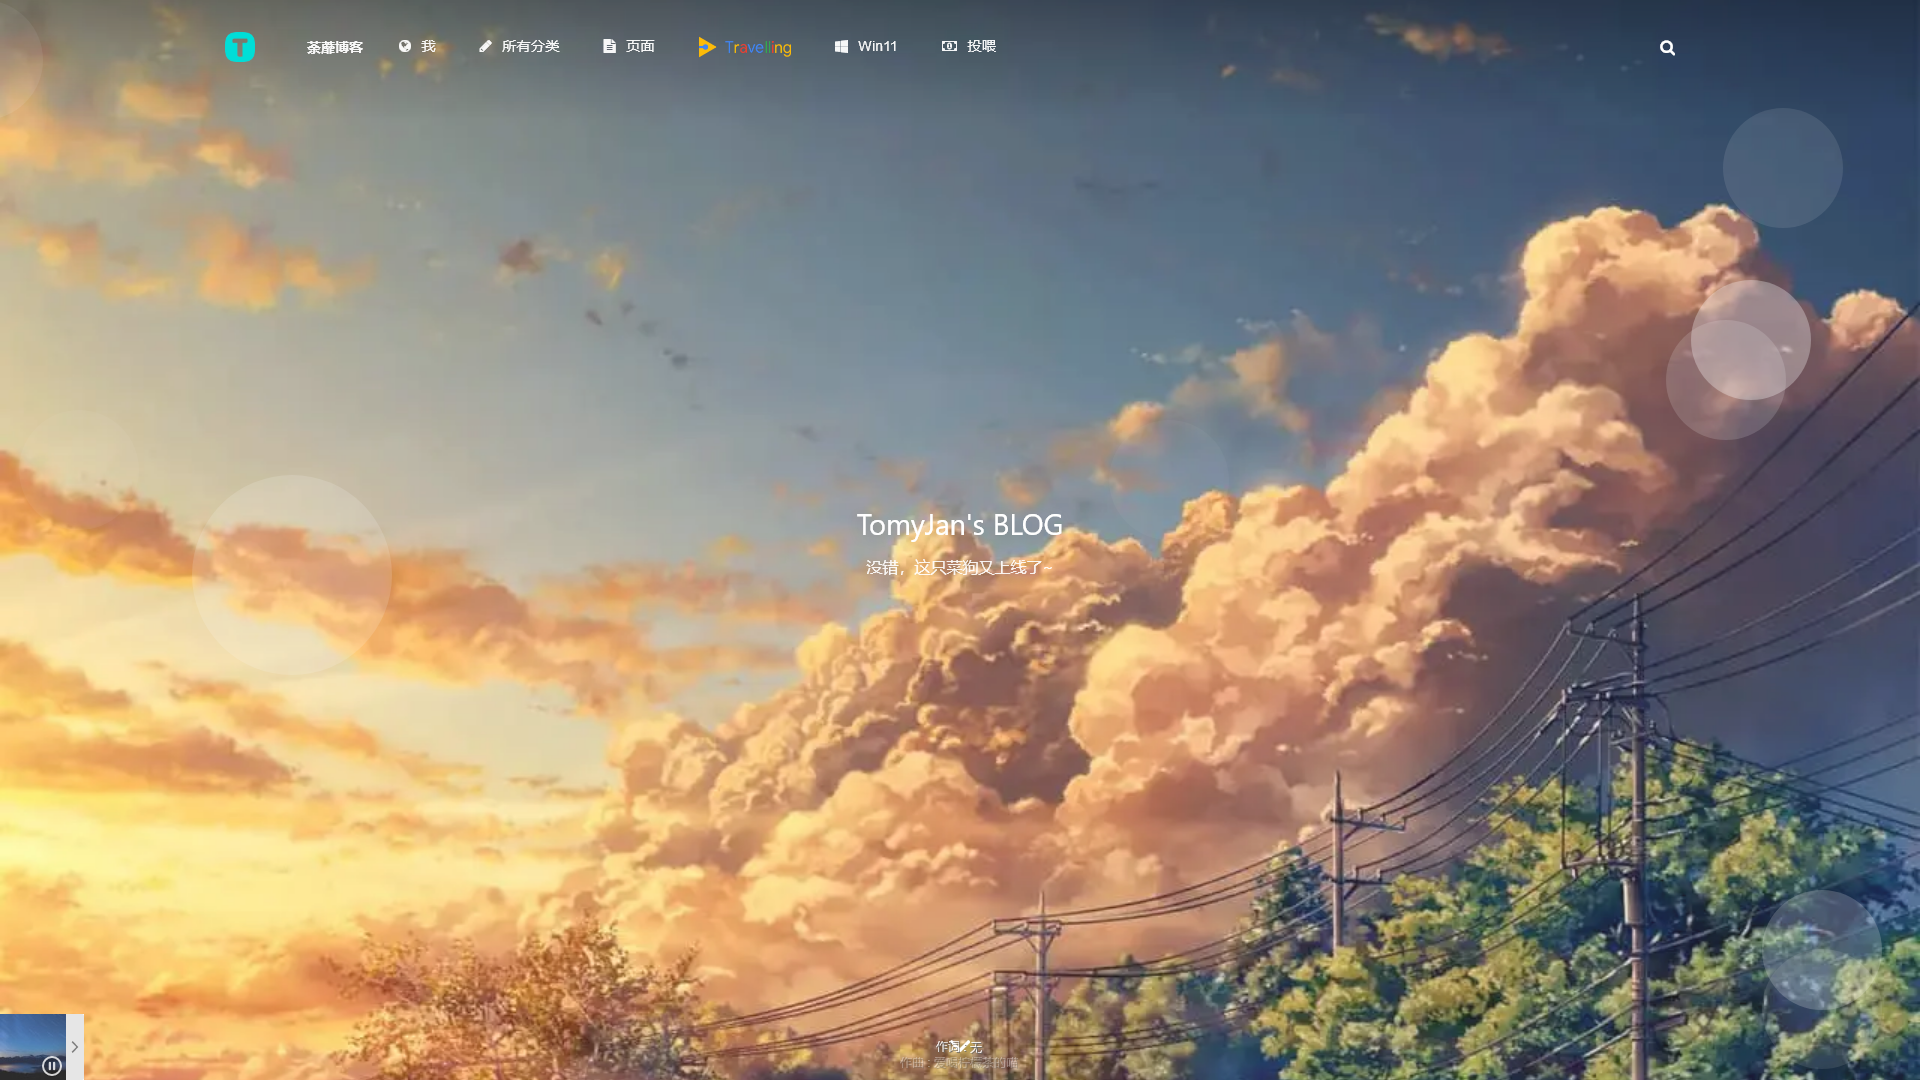 T
荼蘼博客
我
所有分类
页面
Travelling
Win11
投喂
TomyJan's BLOG
没错，这只菜狗又上线了~
作词
无
作曲